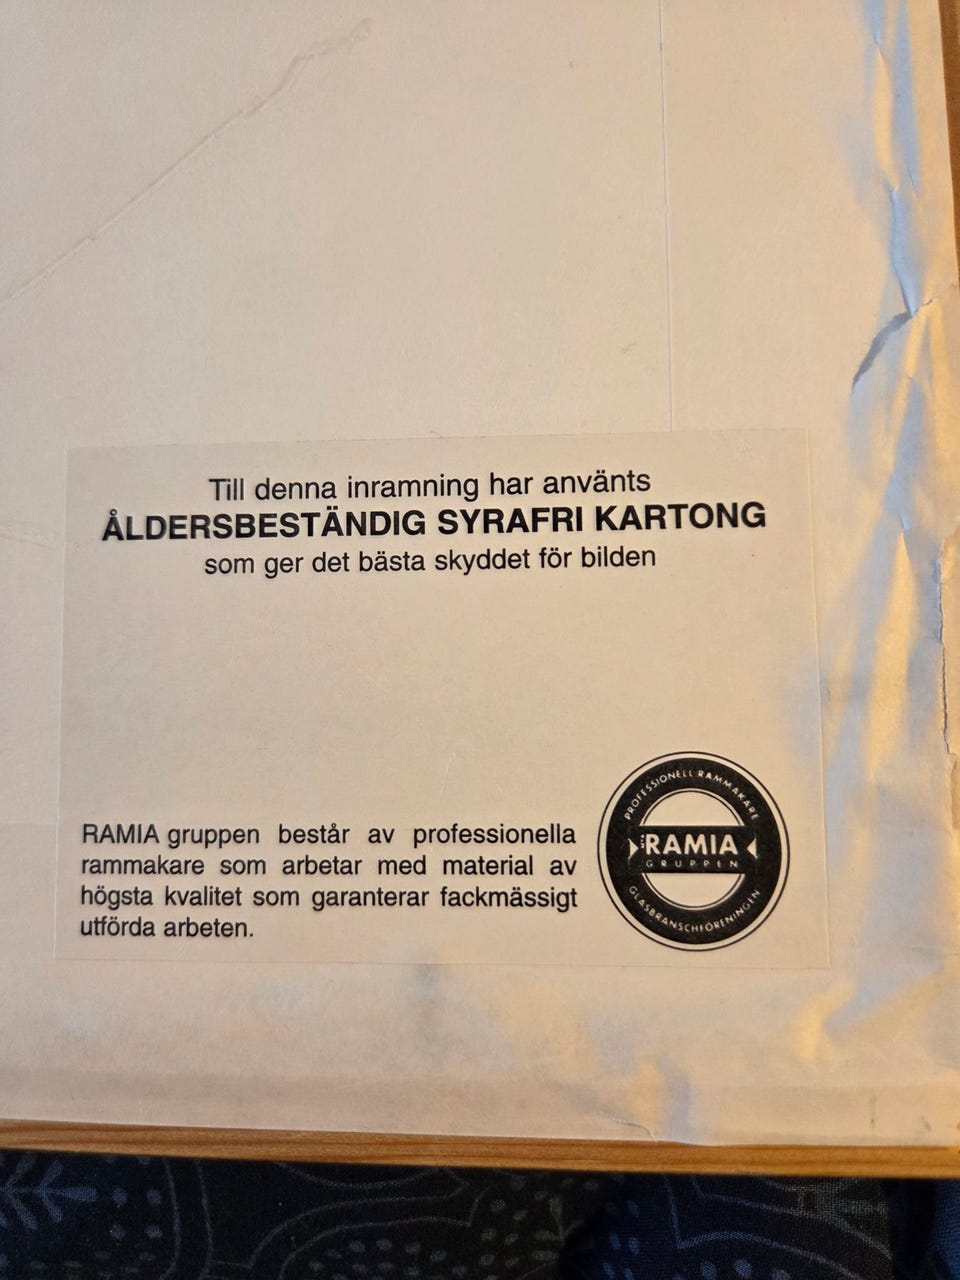 Till denna inramning har använts
ÅLDERSBESTÄNDIG SYRAFRI KARTONG
som ger det bästa skyddet för bilden
RAMIA gruppen består av professionella
rammakare som arbetar med material av
högsta kvalitet som garanterar fackmässigt
utförda arbeten.
PROFESSIONELL RAMMAKARE
RAMIA
GRUPPEN
GLASBRANSCHFÖRENINGEN